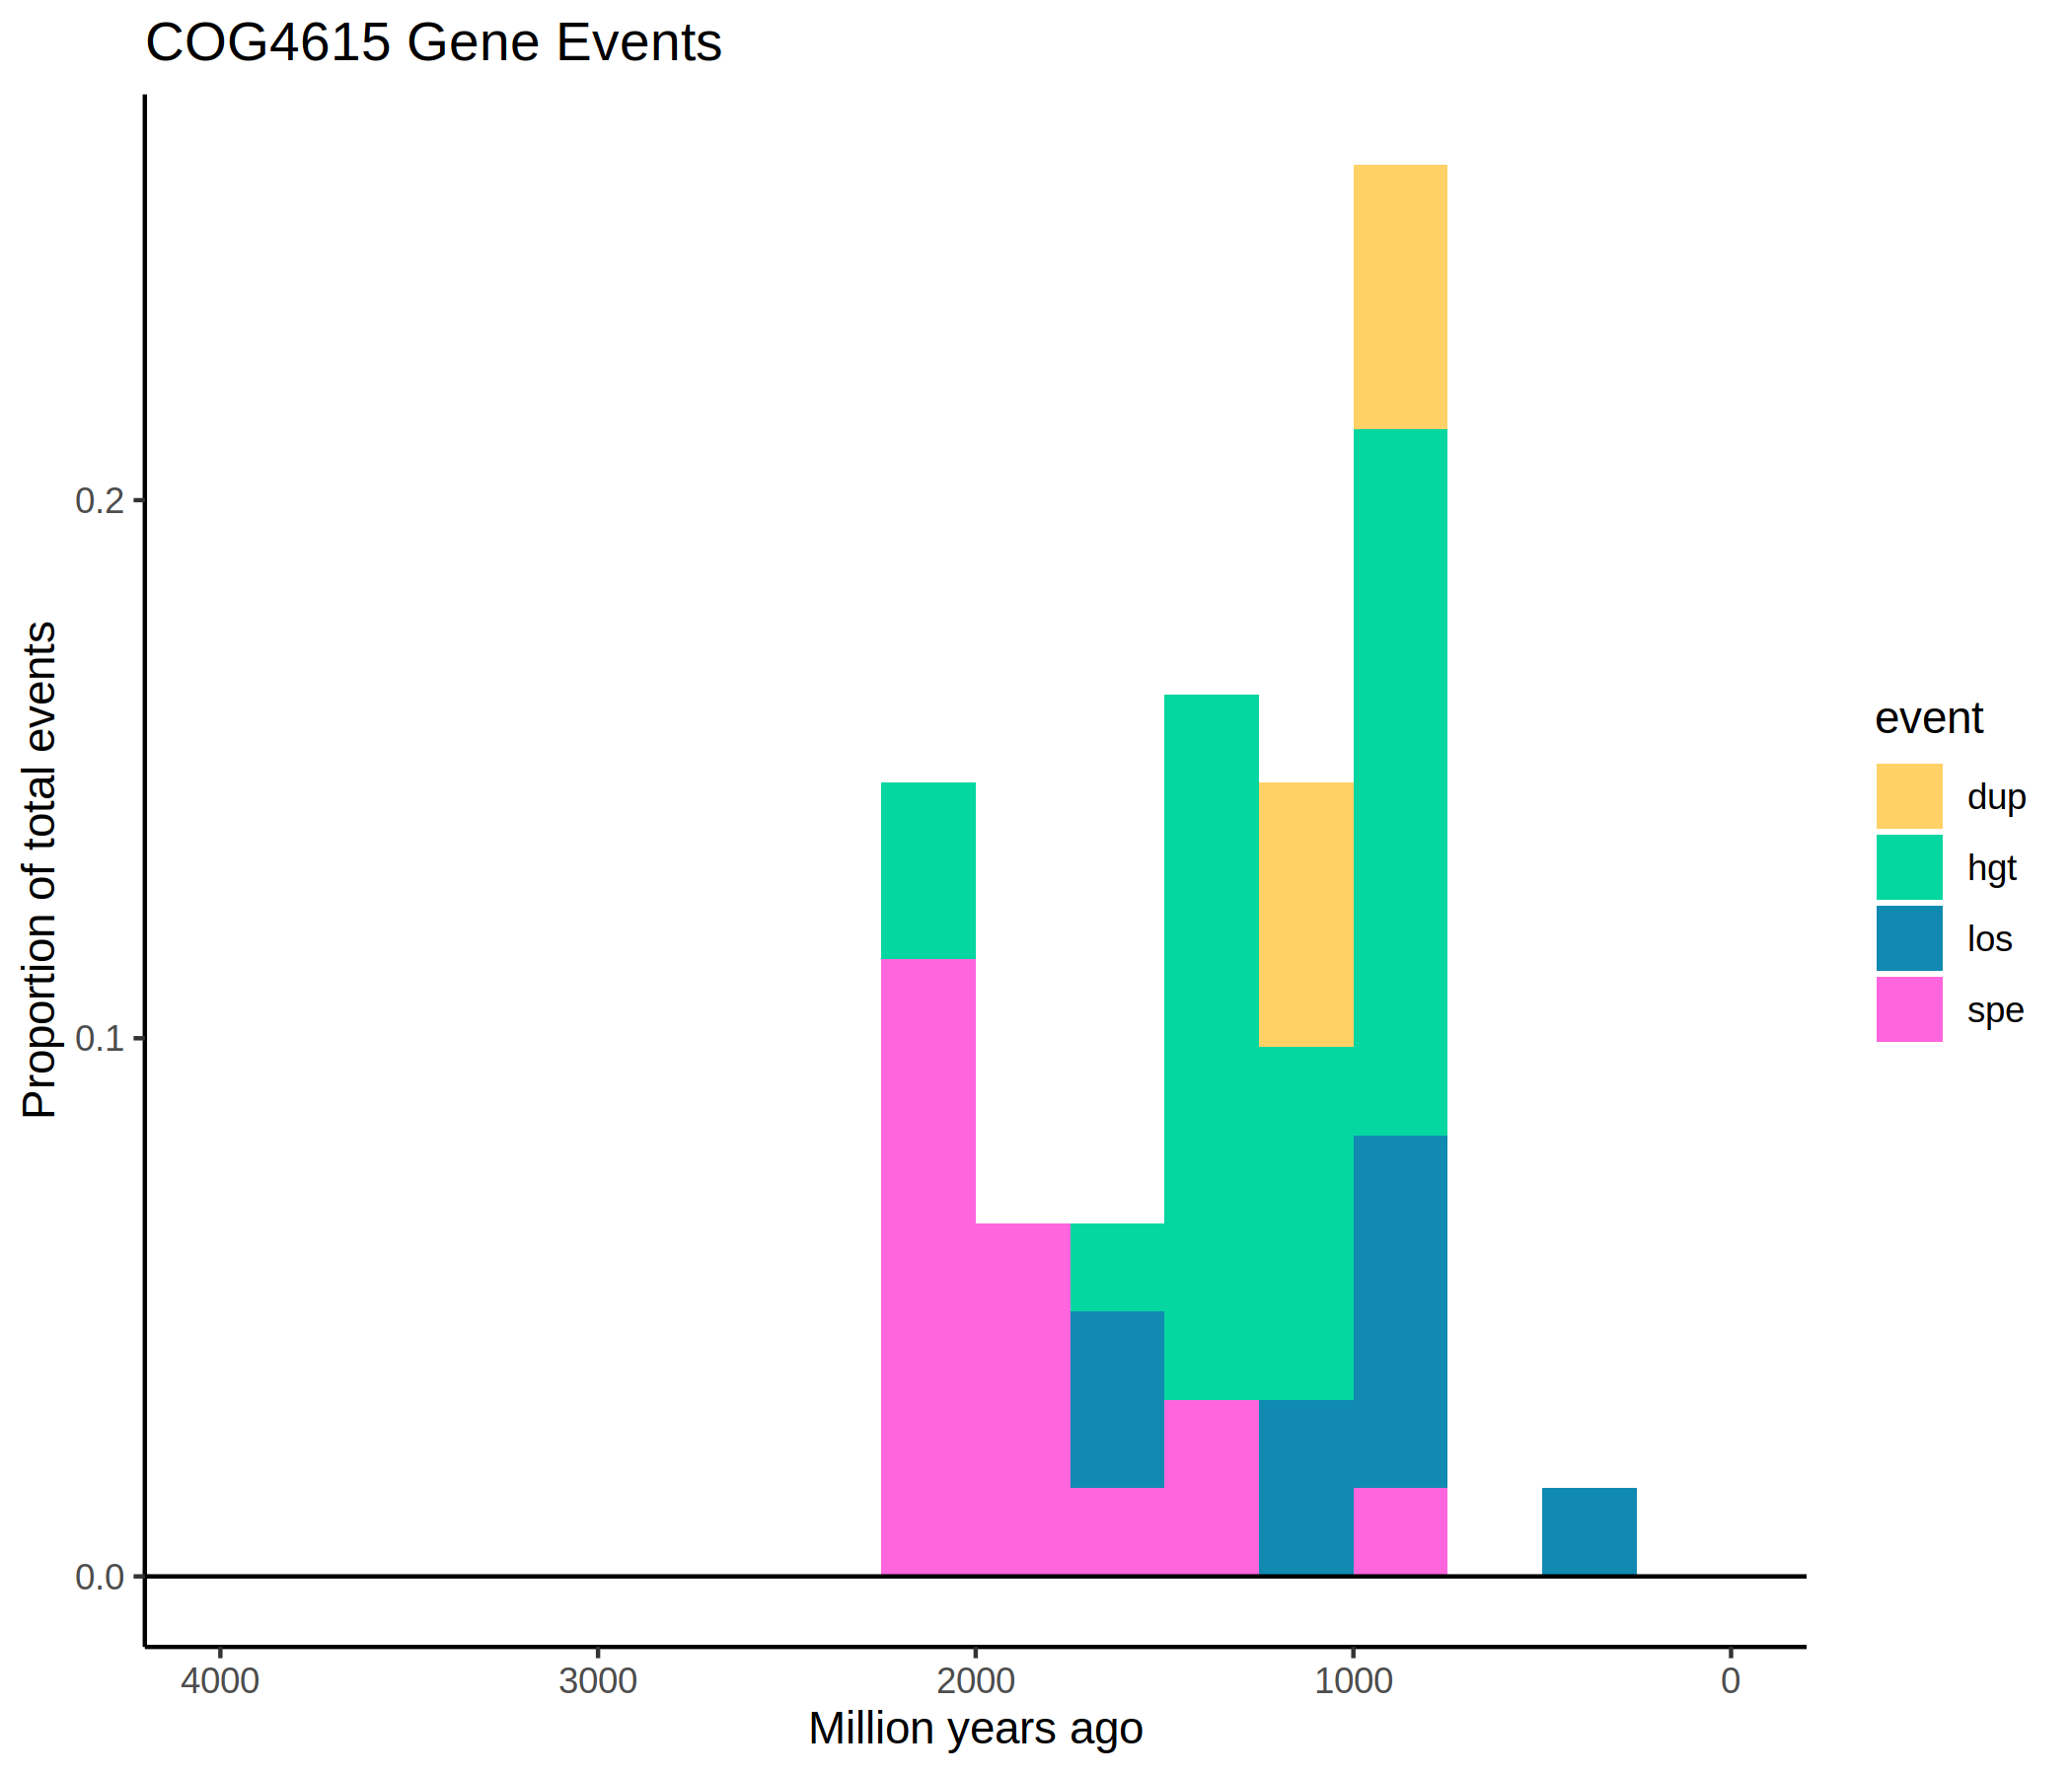 COG4615 Gene Events
Proportion of total events
0.2
0.1
0.0
4000 3000 2000 1000 0
Million years ago
event
dup
hgt
los
spe